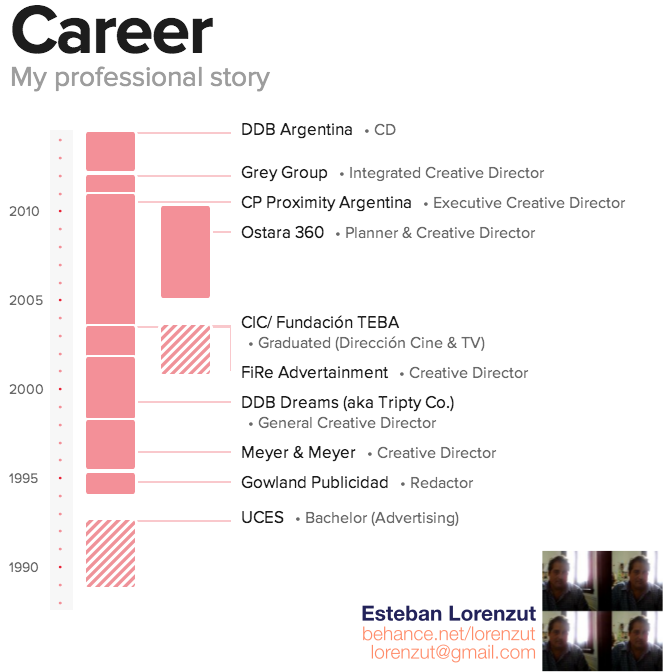 Career
My professional story
DDB Argentina • CD
Grey Group • Integrated Creative Director
2010
CP Proximity Argentina • Executive Creative Director
Ostara 360 • Planner & Creative Director
2005
CIC/ Fundación TEBA
• Graduated (Dirección Cine & TV)
FiRe Advertainment • Creative Director
2000
DDB Dreams (aka Tripty Co.)
• General Creative Director
Meyer & Meyer • Creative Director
1995
Gowland Publicidad • Redactor
UCES • Bachelor (Advertising)
1990
Esteban Lorenzut
behance.net/lorenzut
lorenzut@gmail.com